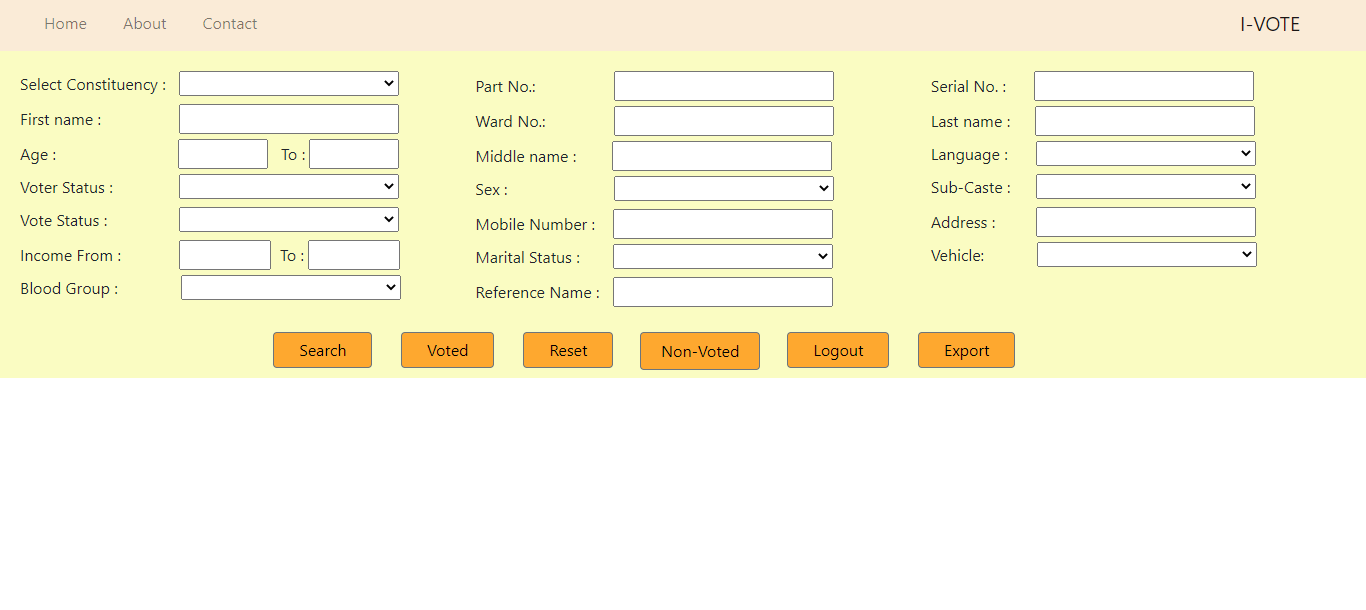 Home About Contact I-VOTE
Select Constituency : Part No.: Serial No. :
First name : Ward No.: Last name :
Age : To : Middle name : Language :
Voter Status : Sex : Sub-Caste :
Vote Status : Mobile Number : Address :
Income From : To : Marital Status : Vehicle:
Blood Group : Reference Name :
Search Voted Reset Non-Voted Logout Export